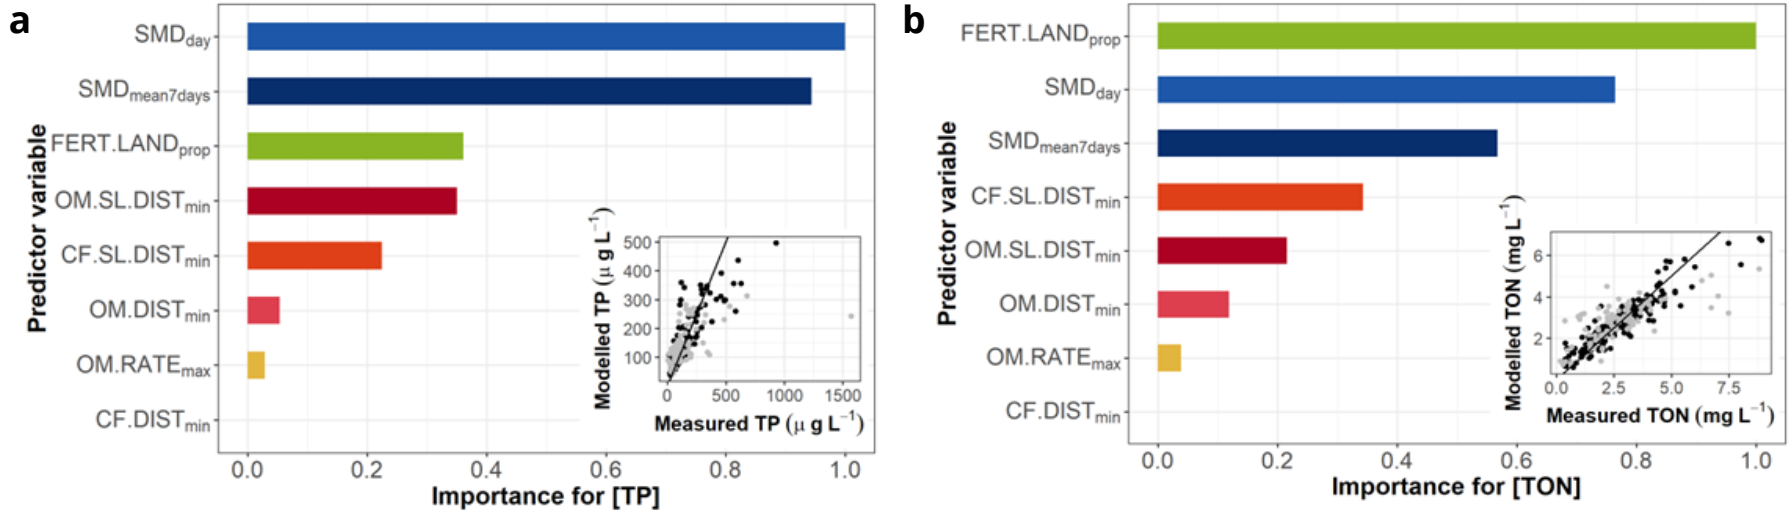 a
Predictor variable
SMDday
SMDmean7days
FERT.LANDprop
OM.SL.DISTmin
CF.SL.DISTmin
OM.DISTmin
OM.RATEmax
CF.DISTmin
0.0 0.2 0.4 0.6 0.8 1.0
Importance for [TP]
Modelled TP (μ g L−1)
500
400
300
200
100
0 500 1000 1500
Measured TP (μ g L−1)
b
Predictor variable
FERT.LANDprop
SMDday
SMDmean7days
CF.SL.DISTmin
OM.SL.DISTmin
OM.DISTmin
OM.RATEmax
CF.DISTmin
0.0 0.2 0.4 0.6 0.8 1.0
Importance for [TON]
Modelled TON (mg L−1)
6
4
2
0.0 2.5 5.0 7.5
Measured TON (mg L−1)